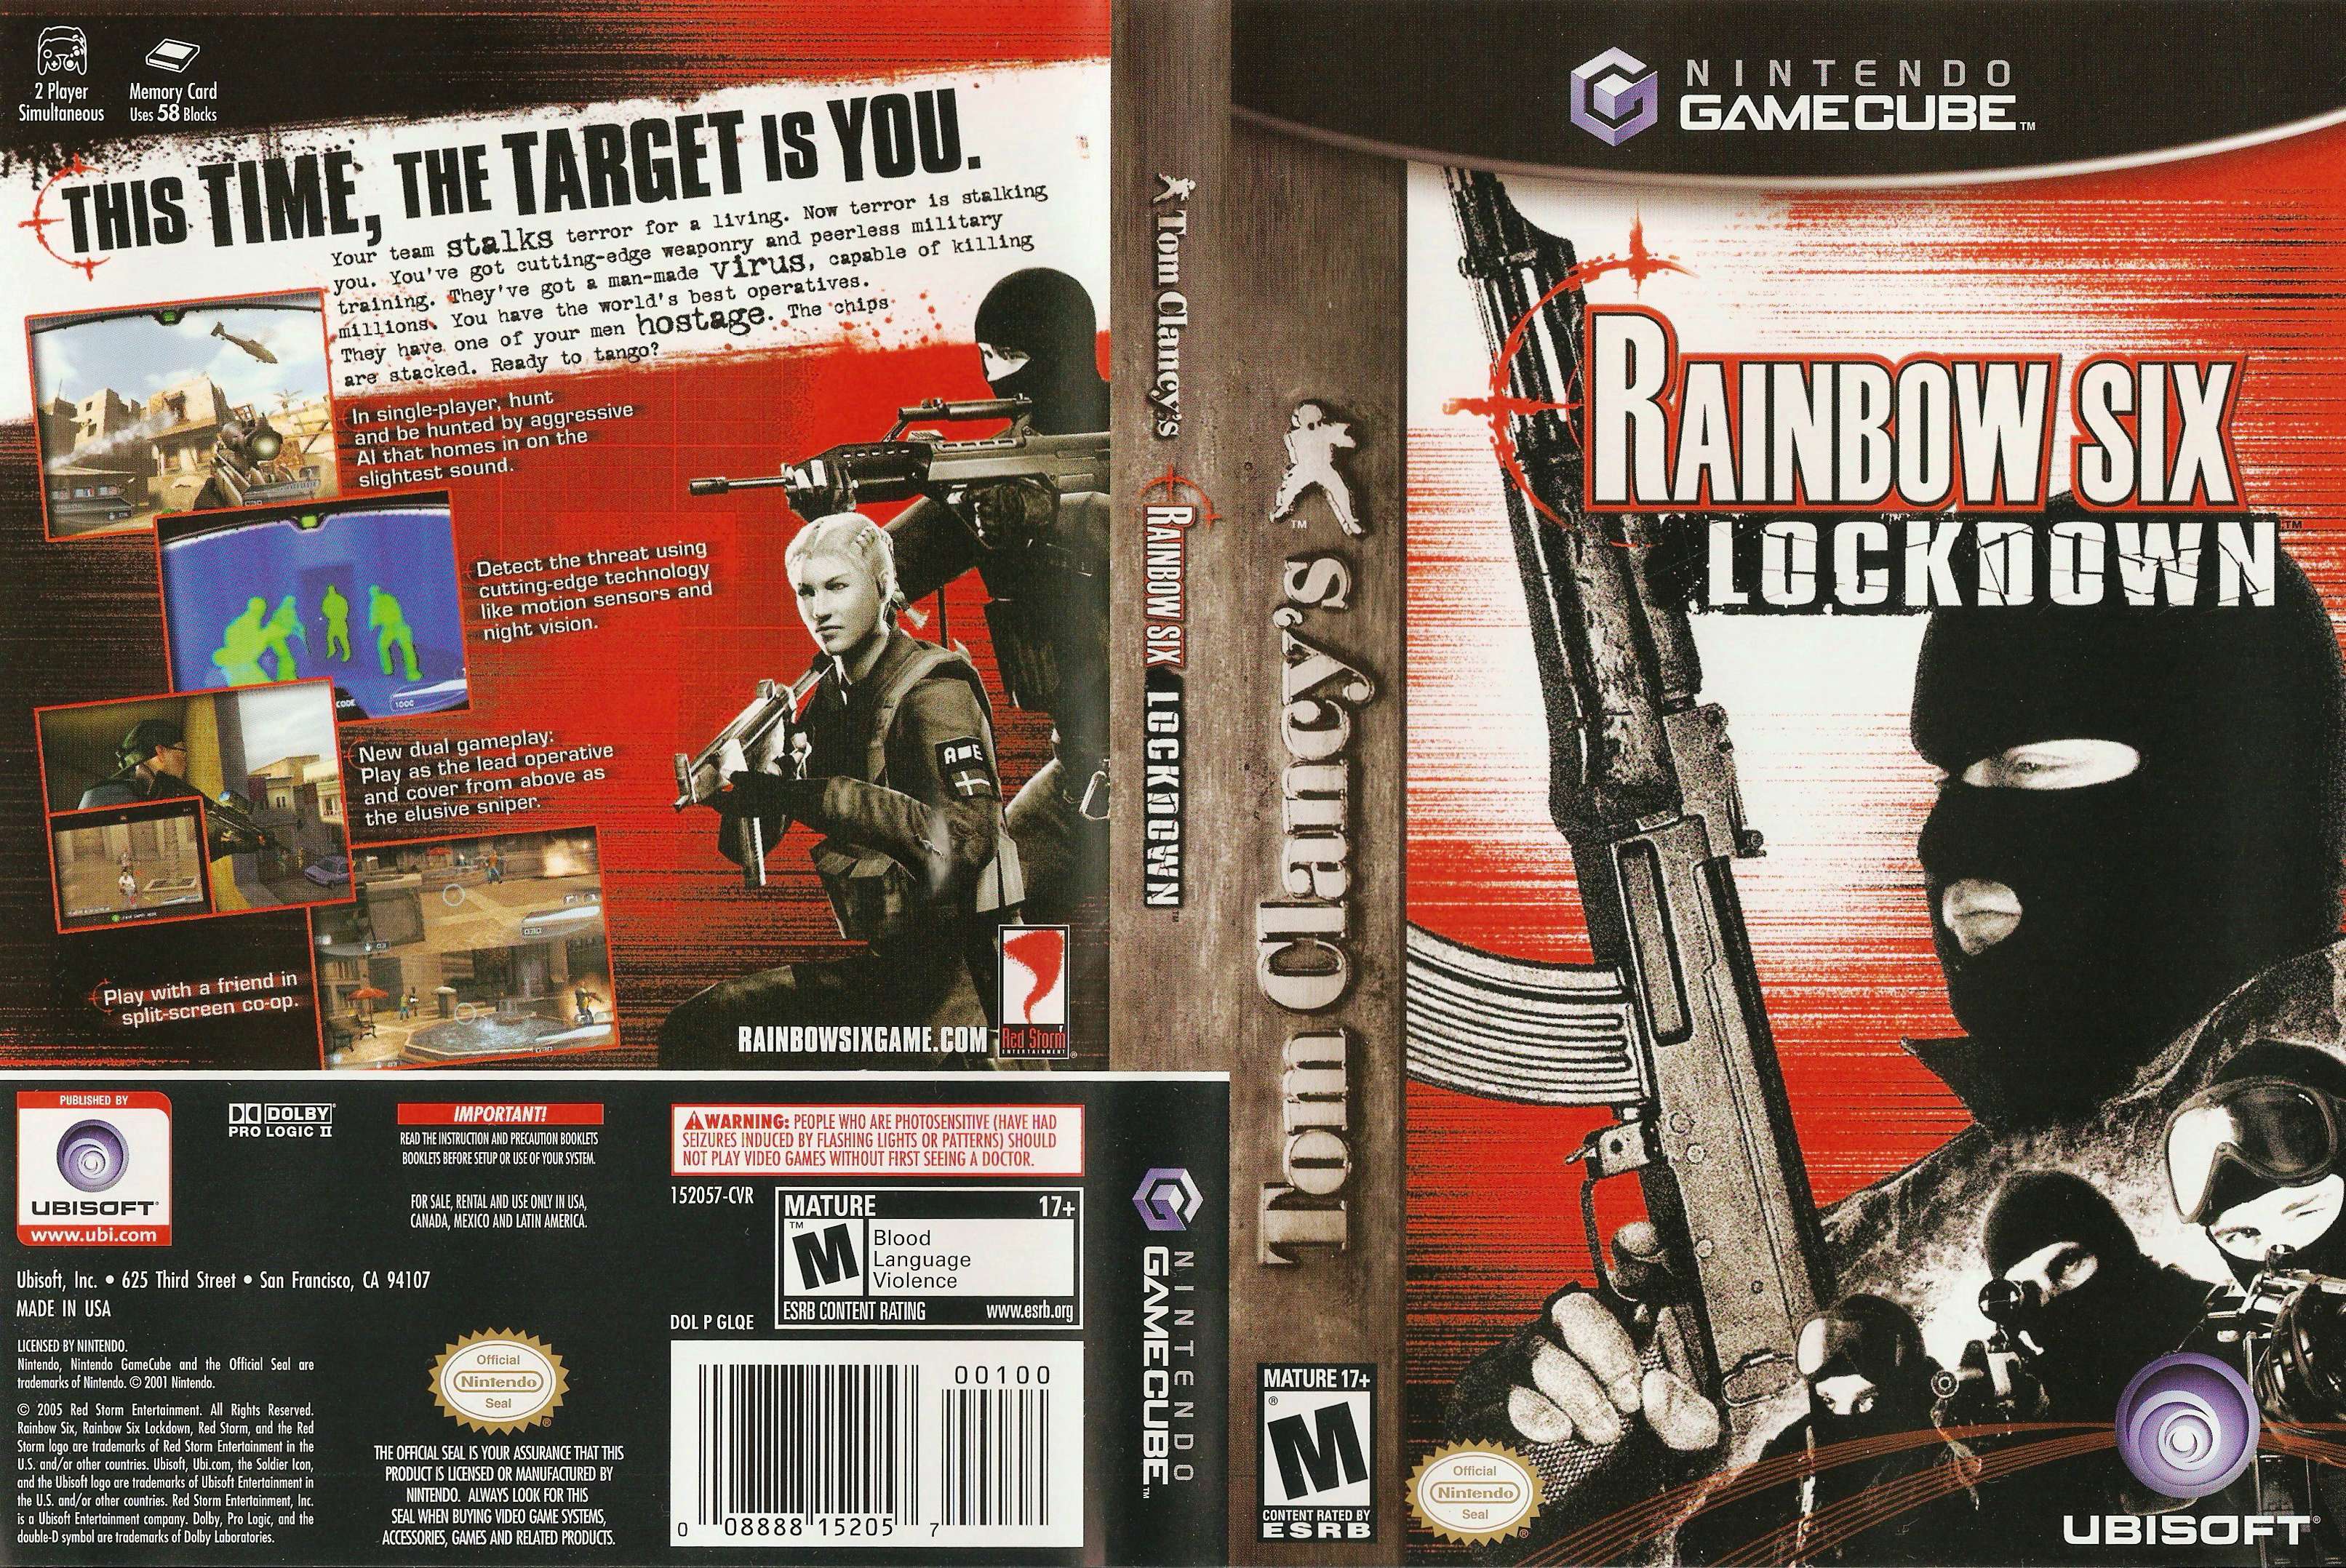 2 Player
Simultaneous
Memory Card
Uses 58 Blocks
THIS TIME, THE TARGET IS YOU.
Your team stalks terror for a living. Now terror is stalking
you. You've got cutting-edge weaponry and peerless military
training. They've got a man-made virus, capable of killing
millions. You have the world's best operatives.
They have one of your men hostage. The chips
are stacked. Ready to tango?
In single-player, hunt
and be hunted by aggressive
AI that homes in on the
slightest sound.
Detect the threat using
cutting-edge technology
like motion sensors and
night vision.
New dual gameplay:
Play as the lead operative
and cover from above as
the elusive sniper.
Play with a friend in
split-screen co-op.
RAINBOWSIXGAME.COM
Red Storm
ENTERTAINMENT
PUBLISHED BY
UBISOFT
www.ubi.com
DOLBY
PRO LOGIC II
IMPORTANT!
READ THE INSTRUCTION AND PRECAUTION BOOKLETS
BOOKLETS BEFORE SETUP OR USE OF YOUR SYSTEM.
FOR SALE, RENTAL AND USE ONLY IN USA,
CANADA, MEXICO AND LATIN AMERICA.
WARNING: PEOPLE WHO ARE PHOTOSENSITIVE (HAVE HAD
SEIZURES INDUCED BY FLASHING LIGHTS OR PATTERNS) SHOULD
NOT PLAY VIDEO GAMES WITHOUT FIRST SEEING A DOCTOR.
152057-CVR
MATURE 17+
M
Blood
Language
Violence
ESRB CONTENT RATING www.esrb.org
DOL P GLQE
Ubisoft, Inc. • 625 Third Street • San Francisco, CA 94107
MADE IN USA
LICENSED BY NINTENDO.
Nintendo, Nintendo GameCube and the Official Seal are
trademarks of Nintendo. © 2001 Nintendo.
© 2005 Red Storm Entertainment. All Rights Reserved.
Rainbow Six, Rainbow Six Lockdown, Red Storm, and the Red
Storm logo are trademarks of Red Storm Entertainment in the
U.S. and/or other countries. Ubisoft, Ubi.com, the Soldier Icon,
and the Ubisoft logo are trademarks of Ubisoft Entertainment in
the U.S. and/or other countries. Red Storm Entertainment, Inc.
is a Ubisoft Entertainment company. Dolby, Pro Logic, and the
double-D symbol are trademarks of Dolby Laboratories.
Official
Nintendo
Seal
THE OFFICIAL SEAL IS YOUR ASSURANCE THAT THIS
PRODUCT IS LICENSED OR MANUFACTURED BY
NINTENDO. ALWAYS LOOK FOR THIS
SEAL WHEN BUYING VIDEO GAME SYSTEMS,
ACCESSORIES, GAMES AND RELATED PRODUCTS.
00100
0 08888 15205 7
Tom Clancy's
RAINBOW SIX
LOCKDOWN™
NINTENDO
GAMECUBE™
NINTENDO
GAMECUBE™
Tom Clancy's
RAINBOW SIX
LOCKDOWN™
MATURE 17+
M
CONTENT RATED BY
ESRB
Official
Nintendo
Seal
UBISOFT